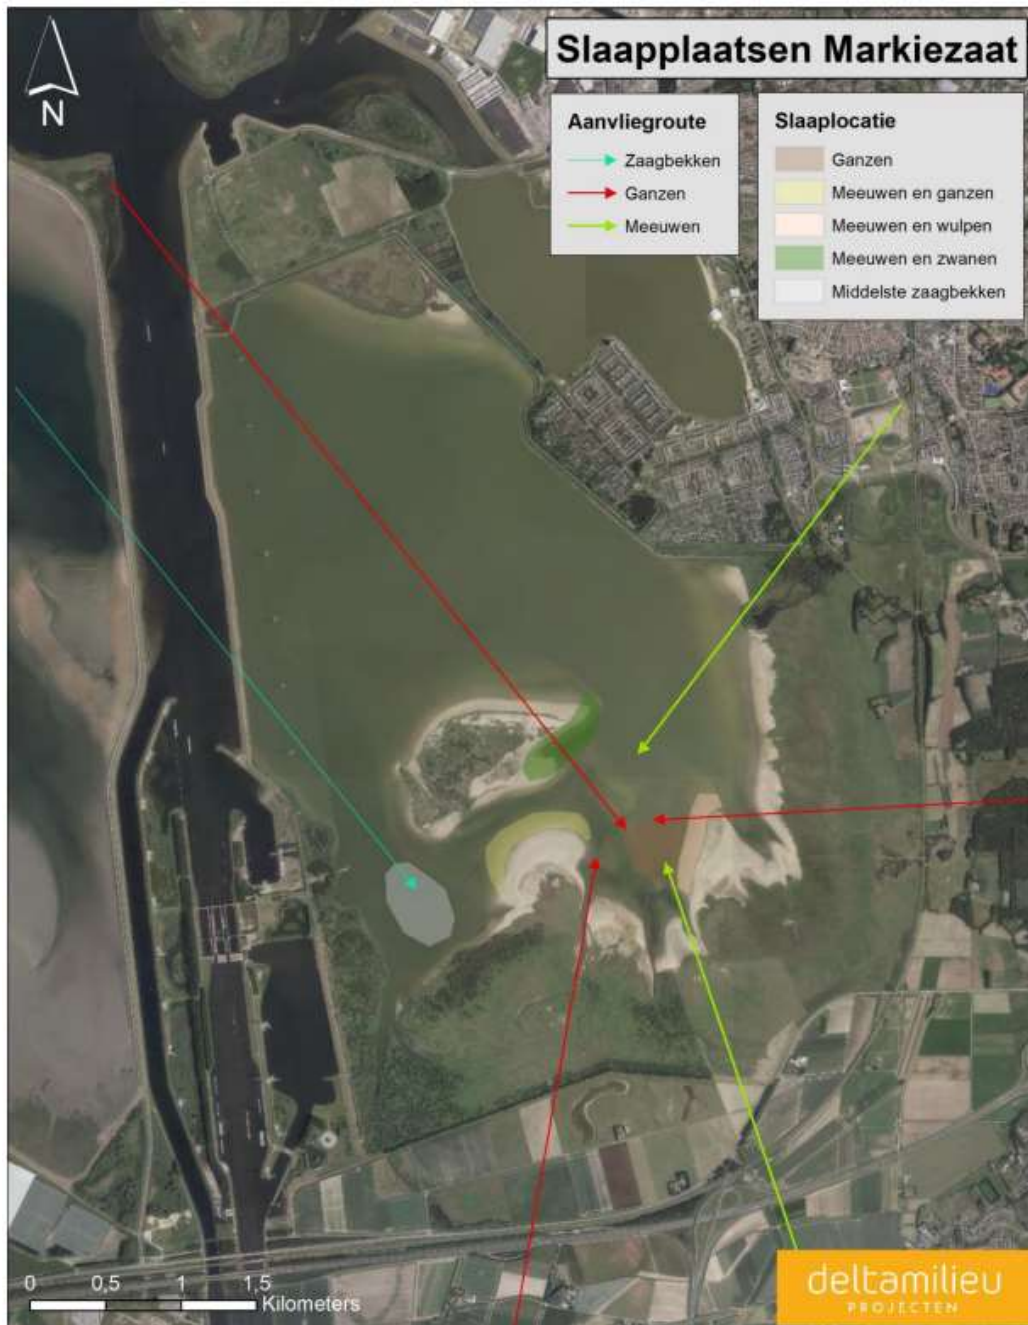 Slaapplaatsen Markiezaat
N
Aanvliegroute
Zaagbekken
Ganzen
Meeuwen
Slaaplocatie
Ganzen
Meeuwen en ganzen
Meeuwen en wulpen
Meeuwen en zwanen
Middelste zaagbekken
0 0,5 1 1,5
Kilometers
deltamilieu
PROJECTEN